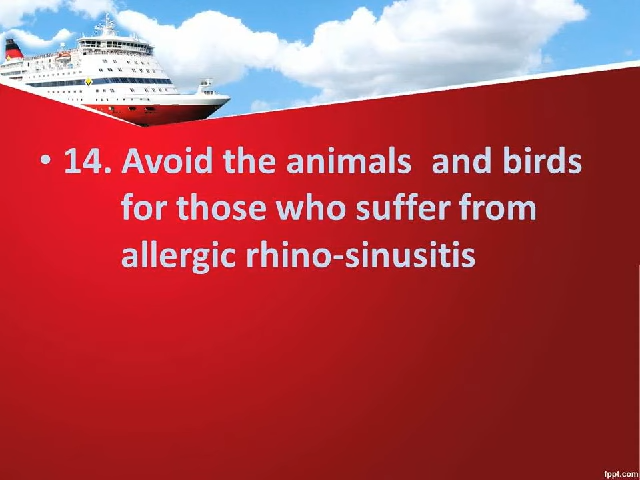 • 14. Avoid the animals  and birds
for those who suffer from
allergic rhino-sinusitis
fppt.com